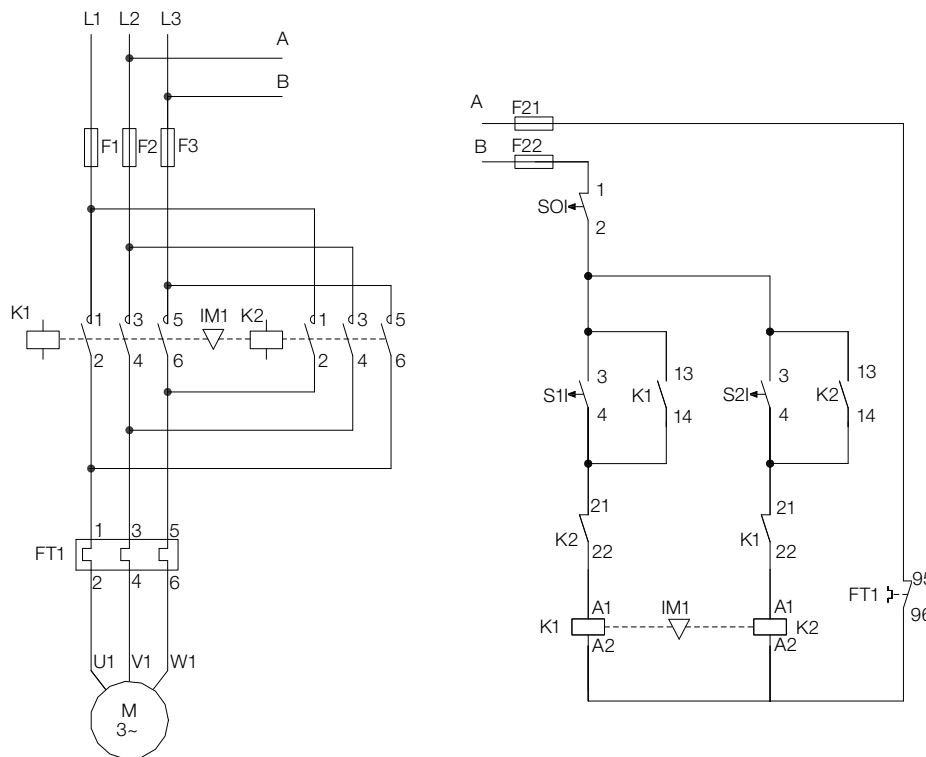 L1 L2 L3
A
B
F1 F2 F3
K1 1 3 5 IM1 K2 1 3 5
2 4 6 2 4 6
1 3 5
FT1
2 4 6
U1 V1 W1
M
3~
A F21
B F22
1
S0I
2
3 13 3 13
S1I K1 S2I K2
4 14 4 14
21 21
K2 K1
22 22
95
FT1
96
A1 IM1 A1
K1 K2
A2 A2